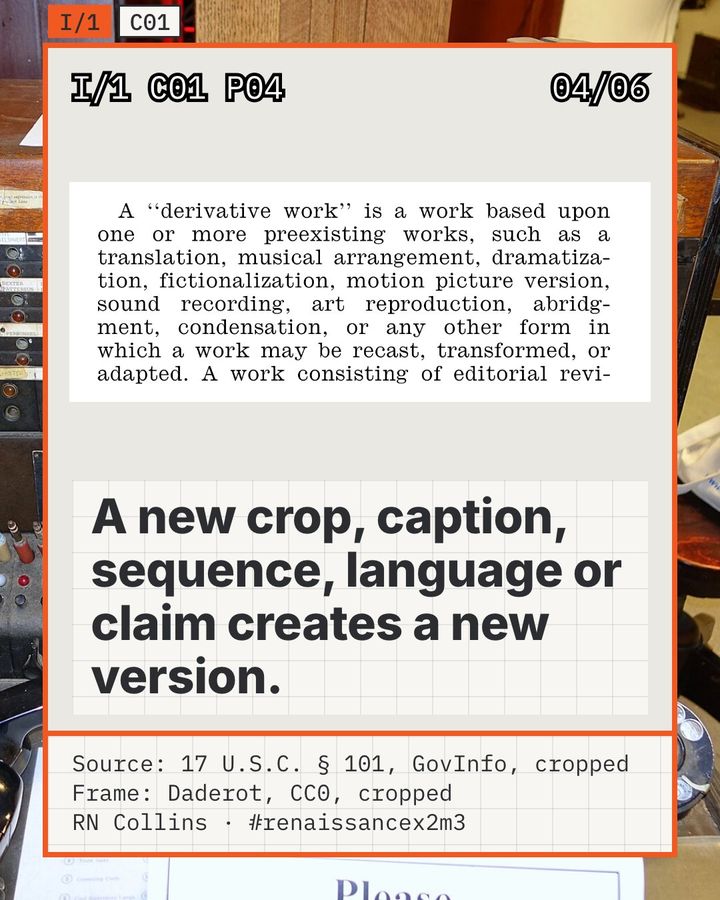 I/1 C01
I/1 C01 P04 04/06
A ‘‘derivative work’’ is a work based upon
one or more preexisting works, such as a
translation, musical arrangement, dramatiza-
tion, fictionalization, motion picture version,
sound recording, art reproduction, abridg-
ment, condensation, or any other form in
which a work may be recast, transformed, or
adapted. A work consisting of editorial revi-
A new crop, caption,
sequence, language or
claim creates a new
version.
Source: 17 U.S.C. § 101, GovInfo, cropped
Frame: Daderot, CC0, cropped
RN Collins · #renaissancex2m3
Please